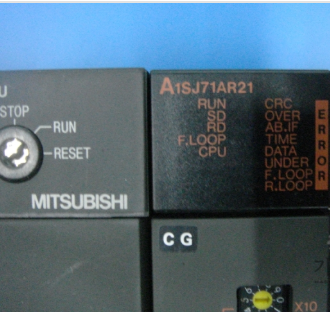 U
STOP
RUN
RESET
MITSUBISHI
A1SJ71AR21
RUN CRC
SD OVER
RD AB.IF
F.LOOP TIME
CPU DATA
UNDER
F.LOOP
R.LOOP
ERROR
CG
X10